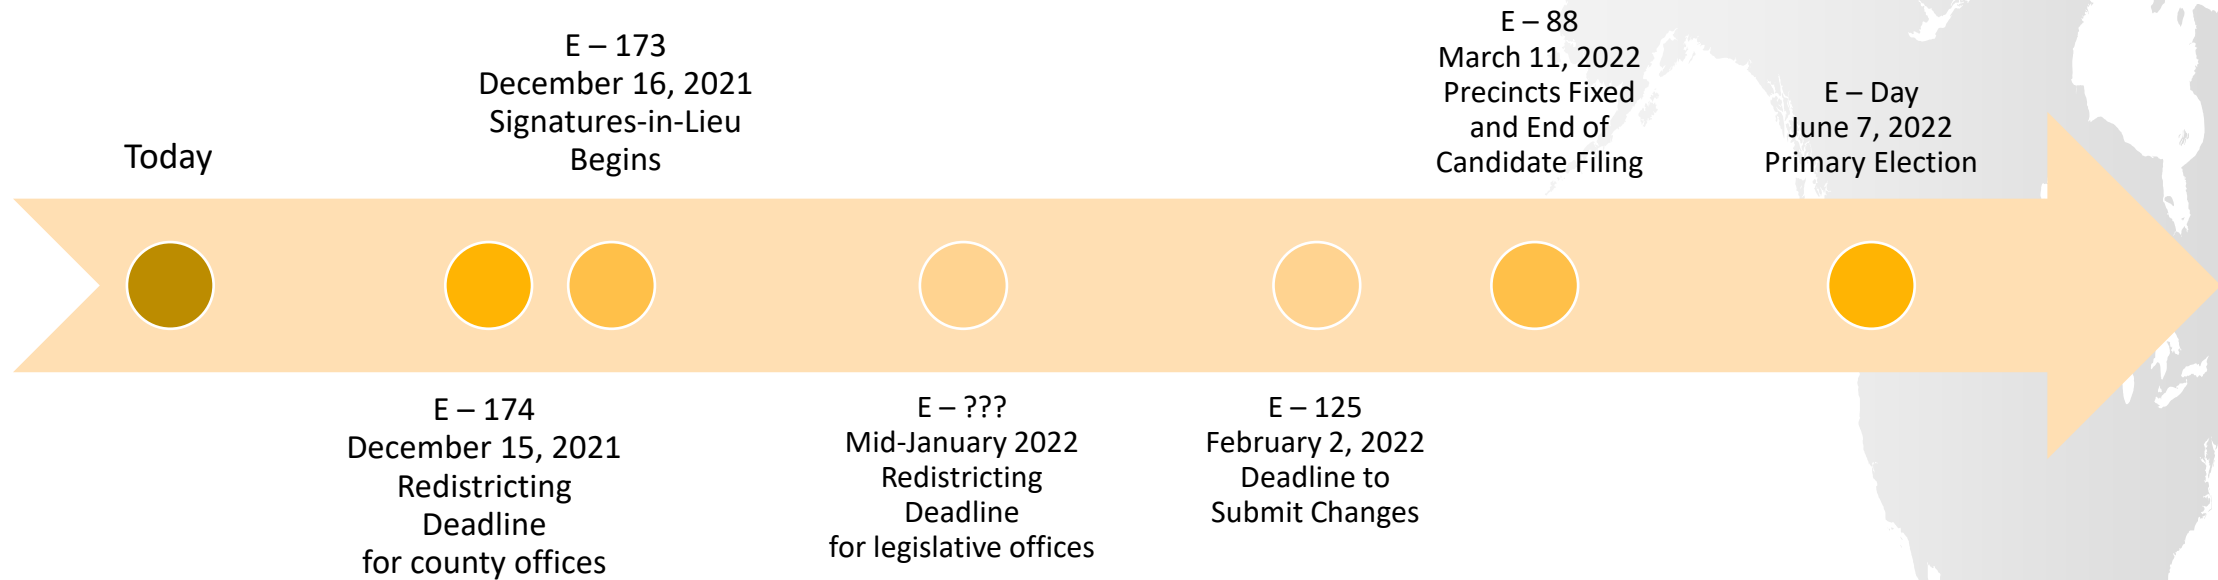 Today
E – 174
December 15, 2021
Redistricting
Deadline
for county offices
E – 173
December 16, 2021
Signatures-in-Lieu
Begins
E – ???
Mid-January 2022
Redistricting
Deadline
for legislative offices
E – 125
February 2, 2022
Deadline to
Submit Changes
E – 88
March 11, 2022
Precincts Fixed
and End of
Candidate Filing
E – Day
June 7, 2022
Primary Election